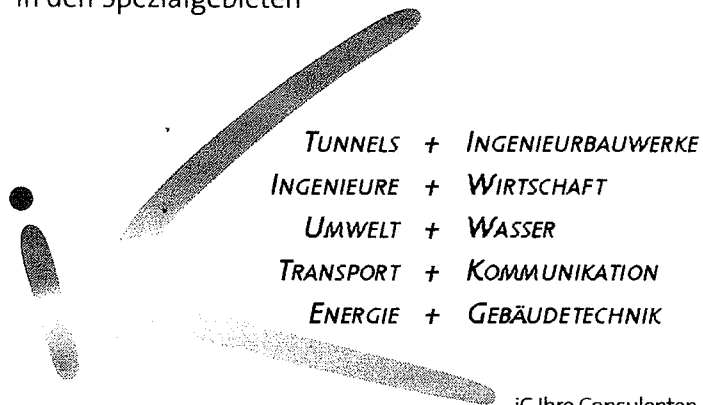 in den Spezialgebieten
TUNNELS + INGENIEURBAUWERKE
INGENIEURE + WIRTSCHAFT
UMWELT + WASSER
TRANSPORT + KOMMUNIKATION
ENERGIE + GEBÄUDETECHNIK
iC Ihre Consulenten